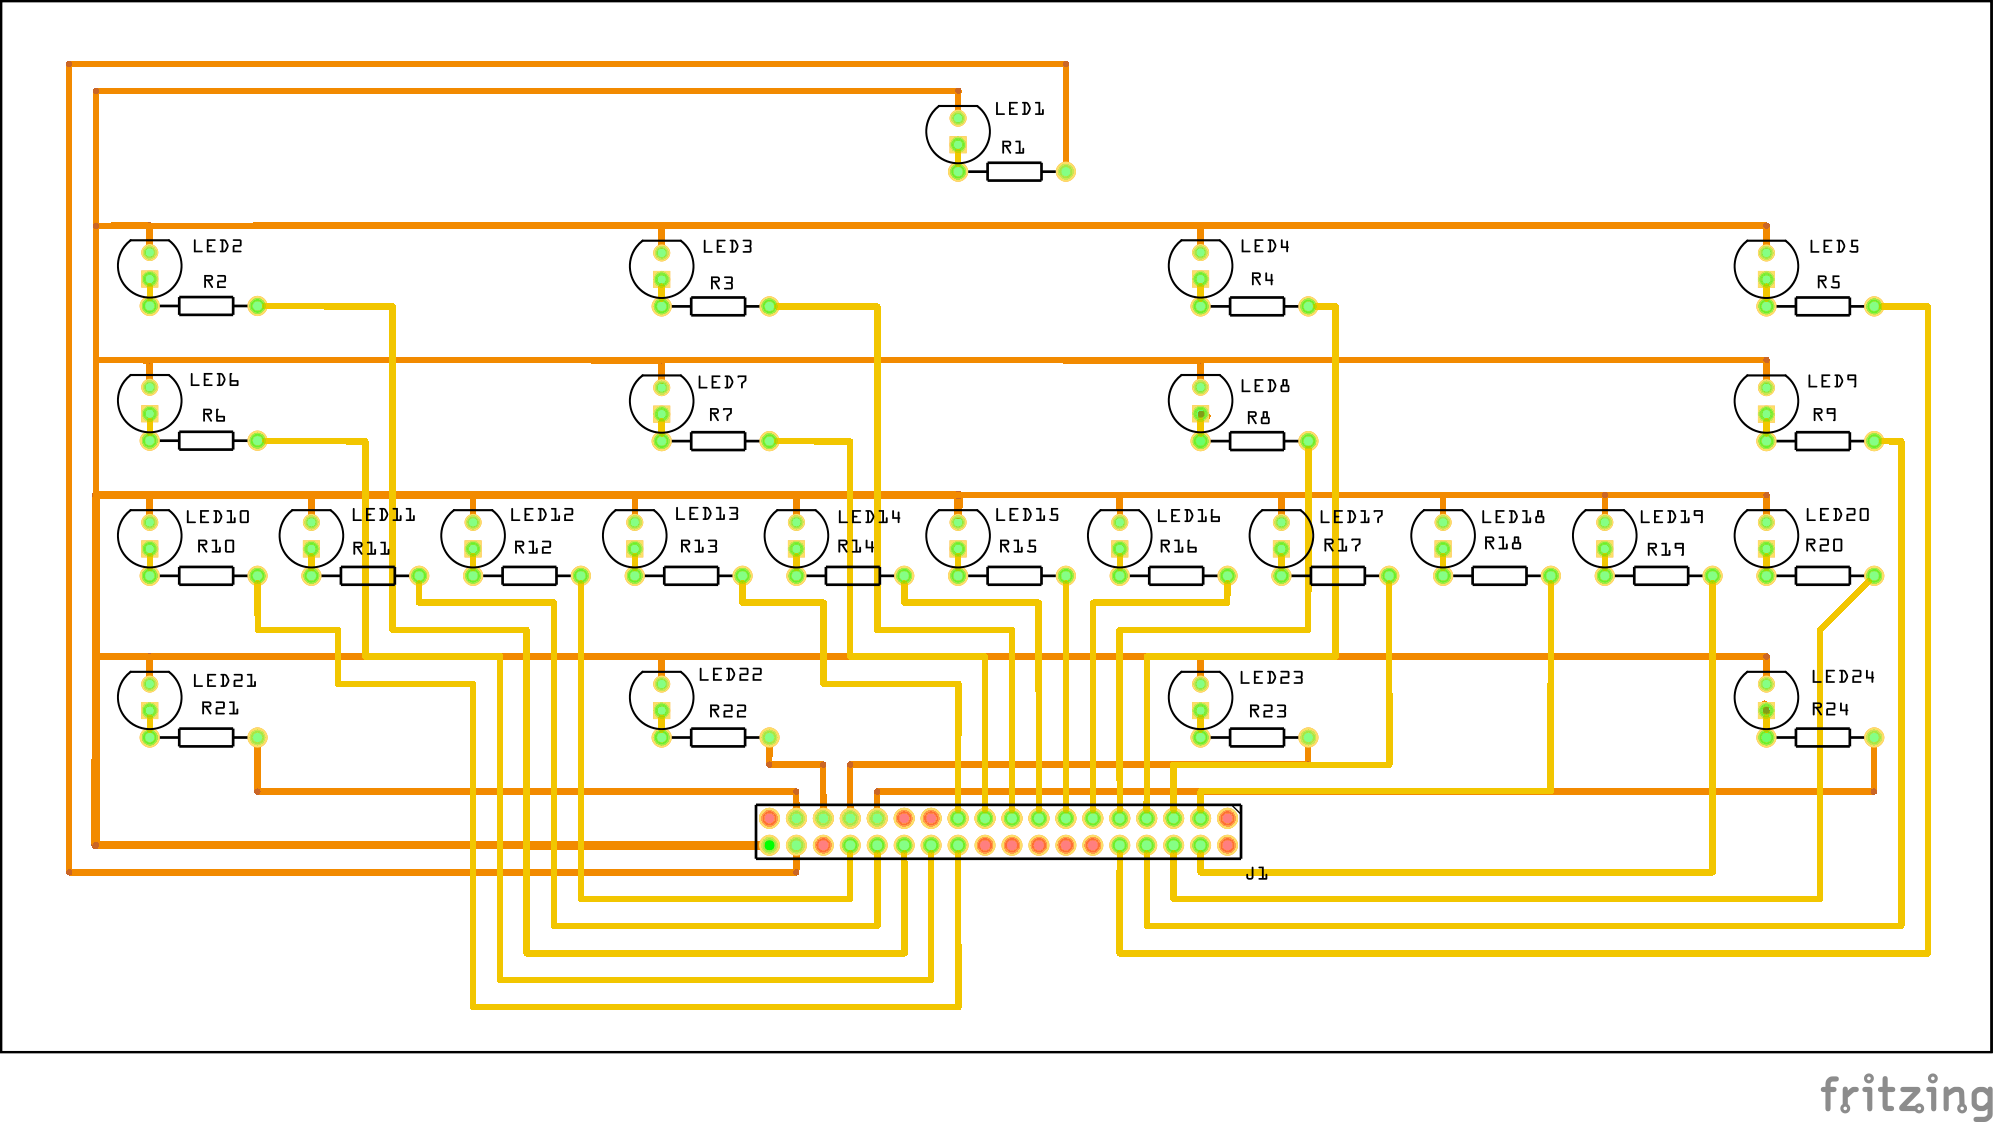 LED1
R1
LED2 LED3 LED4 LED5
R2 R3 R4 R5
LED6 LED7 LED8 LED9
R6 R7 R8 R9
LED10 LED11 LED12 LED13 LED14 LED15 LED16 LED17 LED18 LED19 LED20
R10 R11 R12 R13 R14 R15 R16 R17 R18 R19 R20
LED21 LED22 LED23 LED24
R21 R22 R23 R24
J1
fritzing